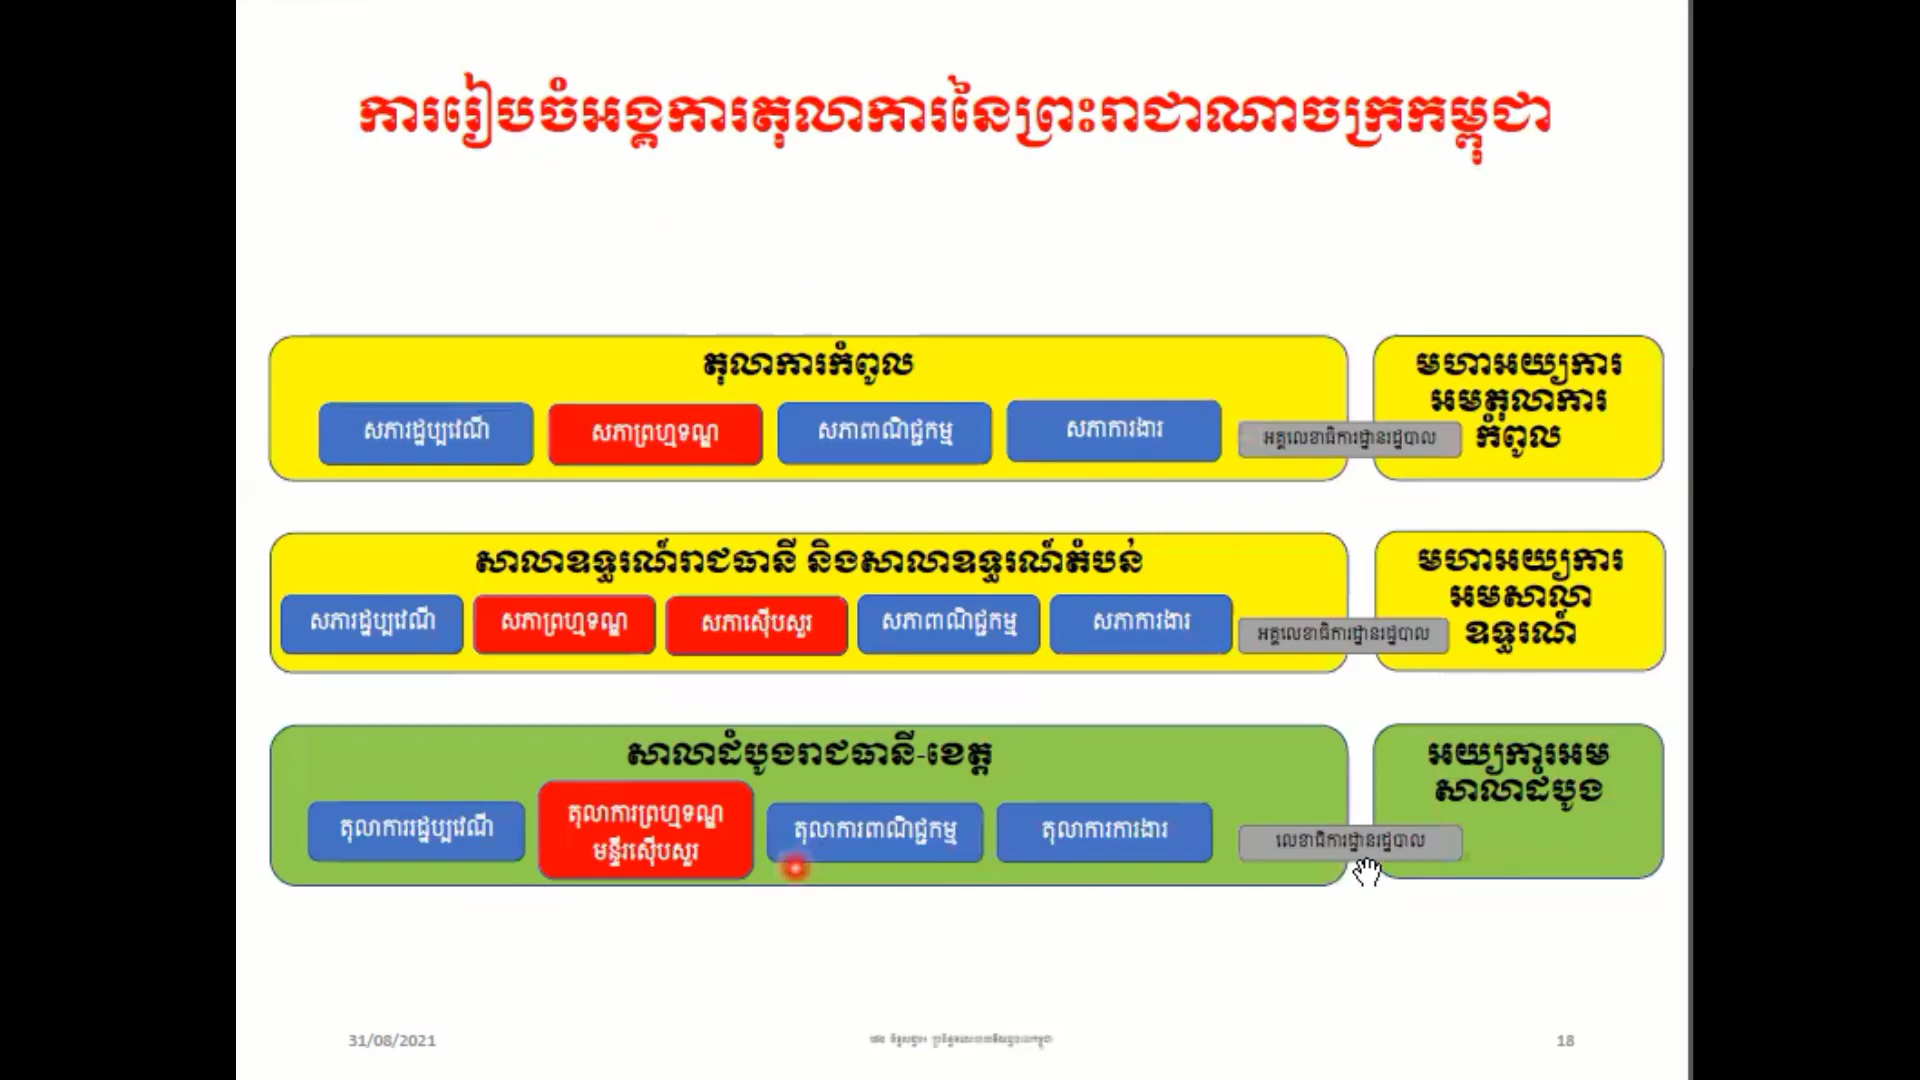 ការរៀបចំអង្គការតុលាការនៃព្រះរាជាណាចក្រកម្ពុជា
តុលាការកំពូល
សភារដ្ឋប្បវេណី
សភាព្រហ្មទណ្ឌ
សភាពាណិជ្ជកម្ម
សភាការងារ
អគ្គលេខាធិការដ្ឋានរដ្ឋបាល
មហាអយ្យការ
អមតុលាការ
កំពូល
សាលាឧទ្ធរណ៍រាជធានី និងសាលាឧទ្ធរណ៍តំបន់
សភារដ្ឋប្បវេណី
សភាព្រហ្មទណ្ឌ
សភាស៊ើបសួរ
សភាពាណិជ្ជកម្ម
សភាការងារ
អគ្គលេខាធិការដ្ឋានរដ្ឋបាល
មហាអយ្យការ
អមសាលា
ឧទ្ធរណ៍
សាលាដំបូងរាជធានី-ខេត្ត
តុលាការរដ្ឋប្បវេណី
តុលាការព្រហ្មទណ្ឌ
មន្ទីរស៊ើបសួរ
តុលាការពាណិជ្ជកម្ម
តុលាការការងារ
លេខាធិការដ្ឋានរដ្ឋបាល
អយ្យការអម
សាលាដំបូង
31/08/2021
18